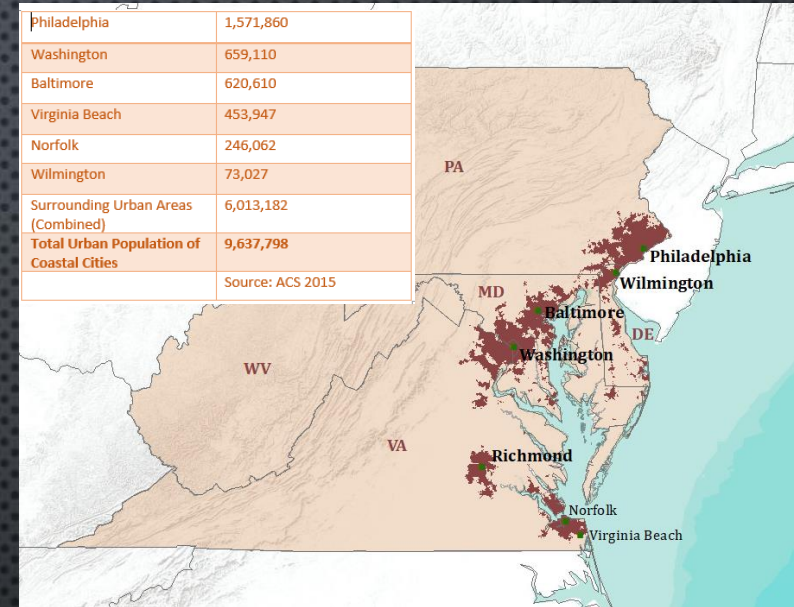 Philadelphia 1,571,860
Washington 659,110
Baltimore 620,610
Virginia Beach 453,947
Norfolk 246,062
Wilmington 73,027
Surrounding Urban Areas 6,013,182
(Combined)
Total Urban Population of 9,637,798
Coastal Cities
Source: ACS 2015
PA
Philadelphia
Wilmington
MD
Baltimore
DE
Washington
WV
VA
Richmond
Norfolk
Virginia Beach